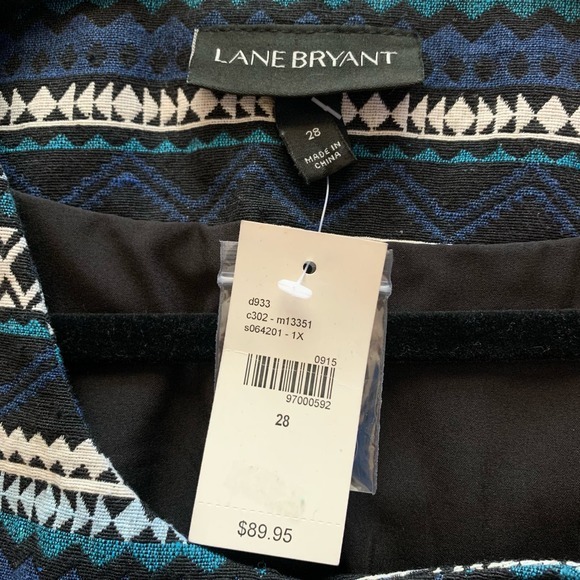 LANE BRYANT
28
MADE IN
CHINA
d933
c302 - m13351
s064201 - 1X
0915
97000592
28
$89.95